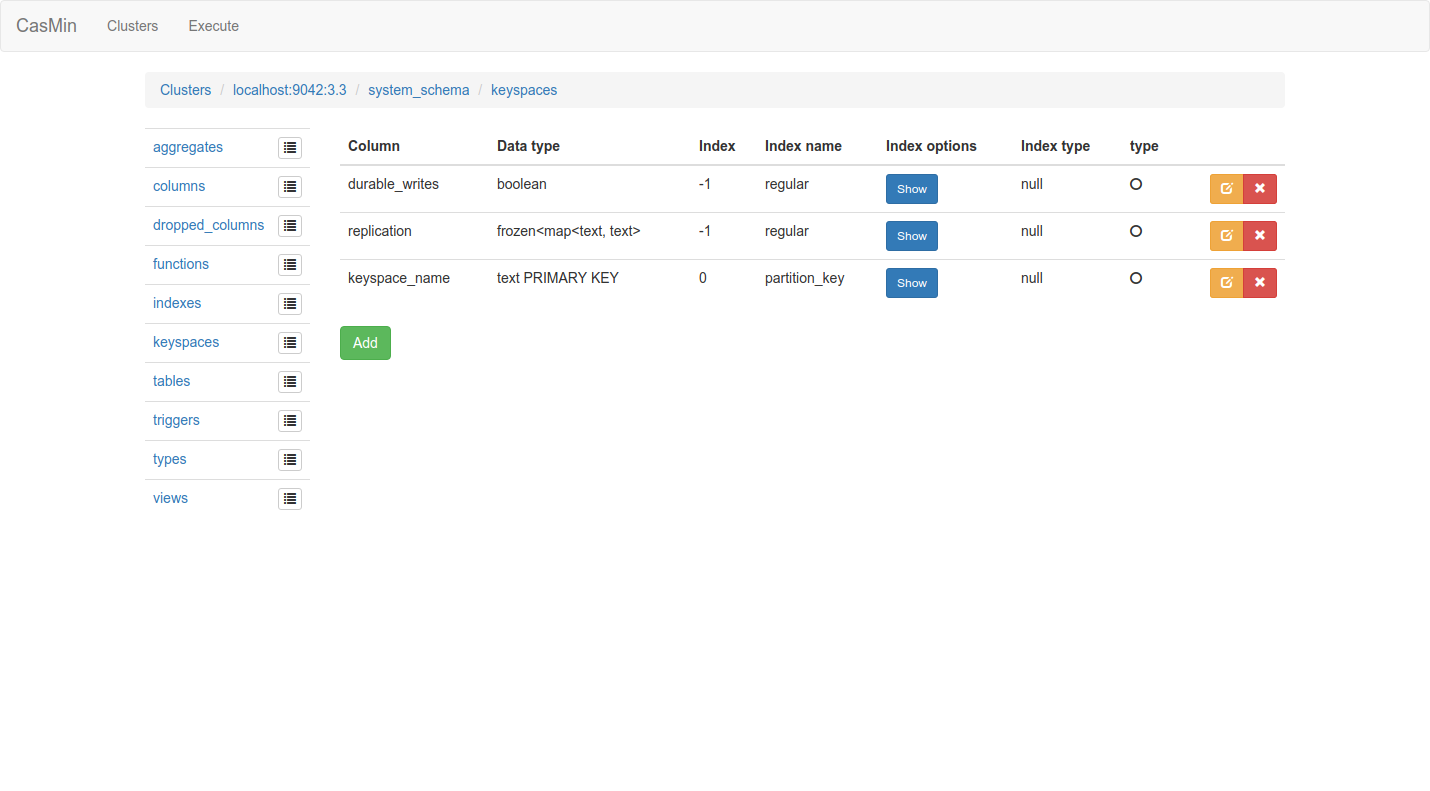 CasMin Clusters Execute
Clusters / localhost:9042:3.3 / system_schema / keyspaces
aggregates
columns
dropped_columns
functions
indexes
keyspaces
tables
triggers
types
views
Column Data type Index Index name Index options Index type type
durable_writes boolean -1 regular Show null
replication frozen<map<text, text> -1 regular Show null
keyspace_name text PRIMARY KEY 0 partition_key Show null
Add